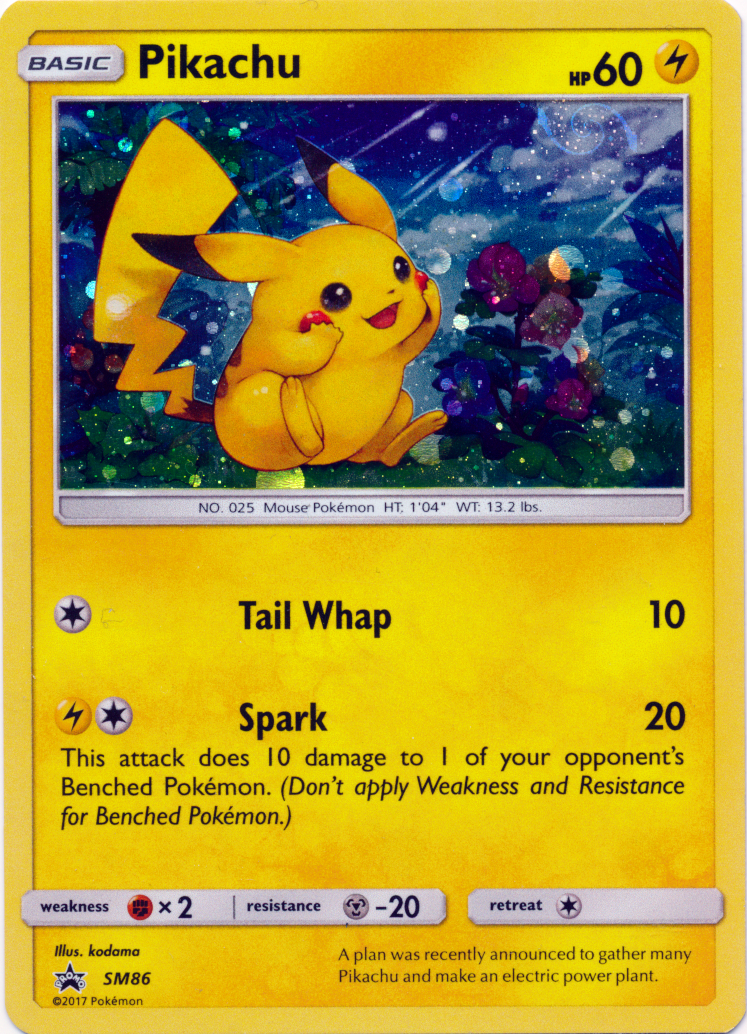 BASIC Pikachu HP60
NO. 025 Mouse Pokémon HT: 1'04" WT: 13.2 lbs.
Tail Whap 10
Spark 20
This attack does 10 damage to 1 of your opponent's
Benched Pokémon. (Don't apply Weakness and Resistance
for Benched Pokémon.)
weakness ×2 resistance −20 retreat
Illus. kodama
PROMO SM86
©2017 Pokémon
A plan was recently announced to gather many
Pikachu and make an electric power plant.